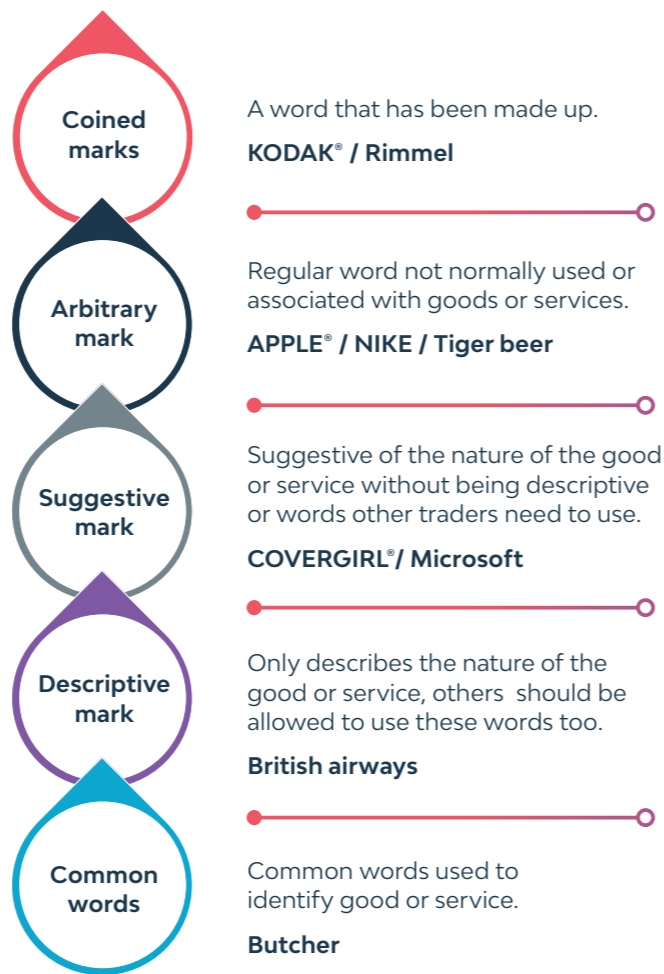 Coined
marks
A word that has been made up.
KODAK® / Rimmel
Arbitrary
mark
Regular word not normally used or
associated with goods or services.
APPLE® / NIKE / Tiger beer
Suggestive
mark
Suggestive of the nature of the good
or service without being descriptive
or words other traders need to use.
COVERGIRL®/ Microsoft
Descriptive
mark
Only describes the nature of the
good or service, others  should be
allowed to use these words too.
British airways
Common
words
Common words used to
identify good or service.
Butcher